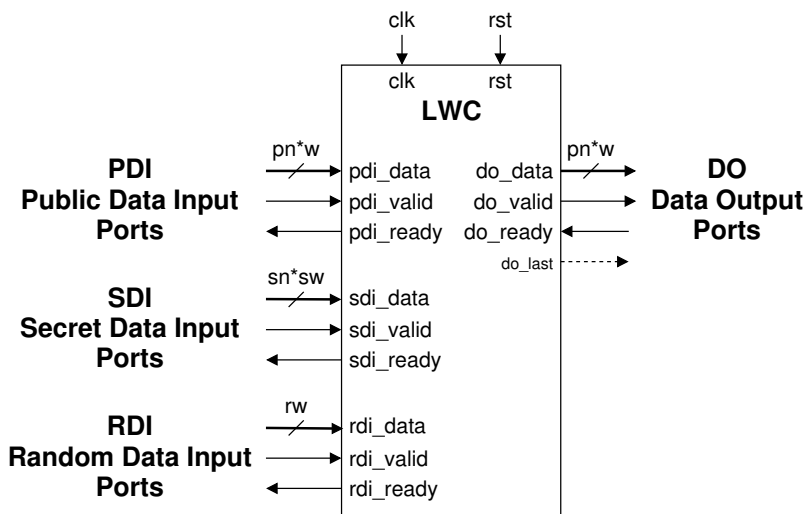 clk rst
clk rst
LWC
PDI
Public Data Input
Ports
pn*w
pdi_data
pdi_valid
pdi_ready
do_data
do_valid
do_ready
do_last
pn*w
DO
Data Output
Ports
SDI
Secret Data Input
Ports
sn*sw
sdi_data
sdi_valid
sdi_ready
RDI
Random Data Input
Ports
rw
rdi_data
rdi_valid
rdi_ready